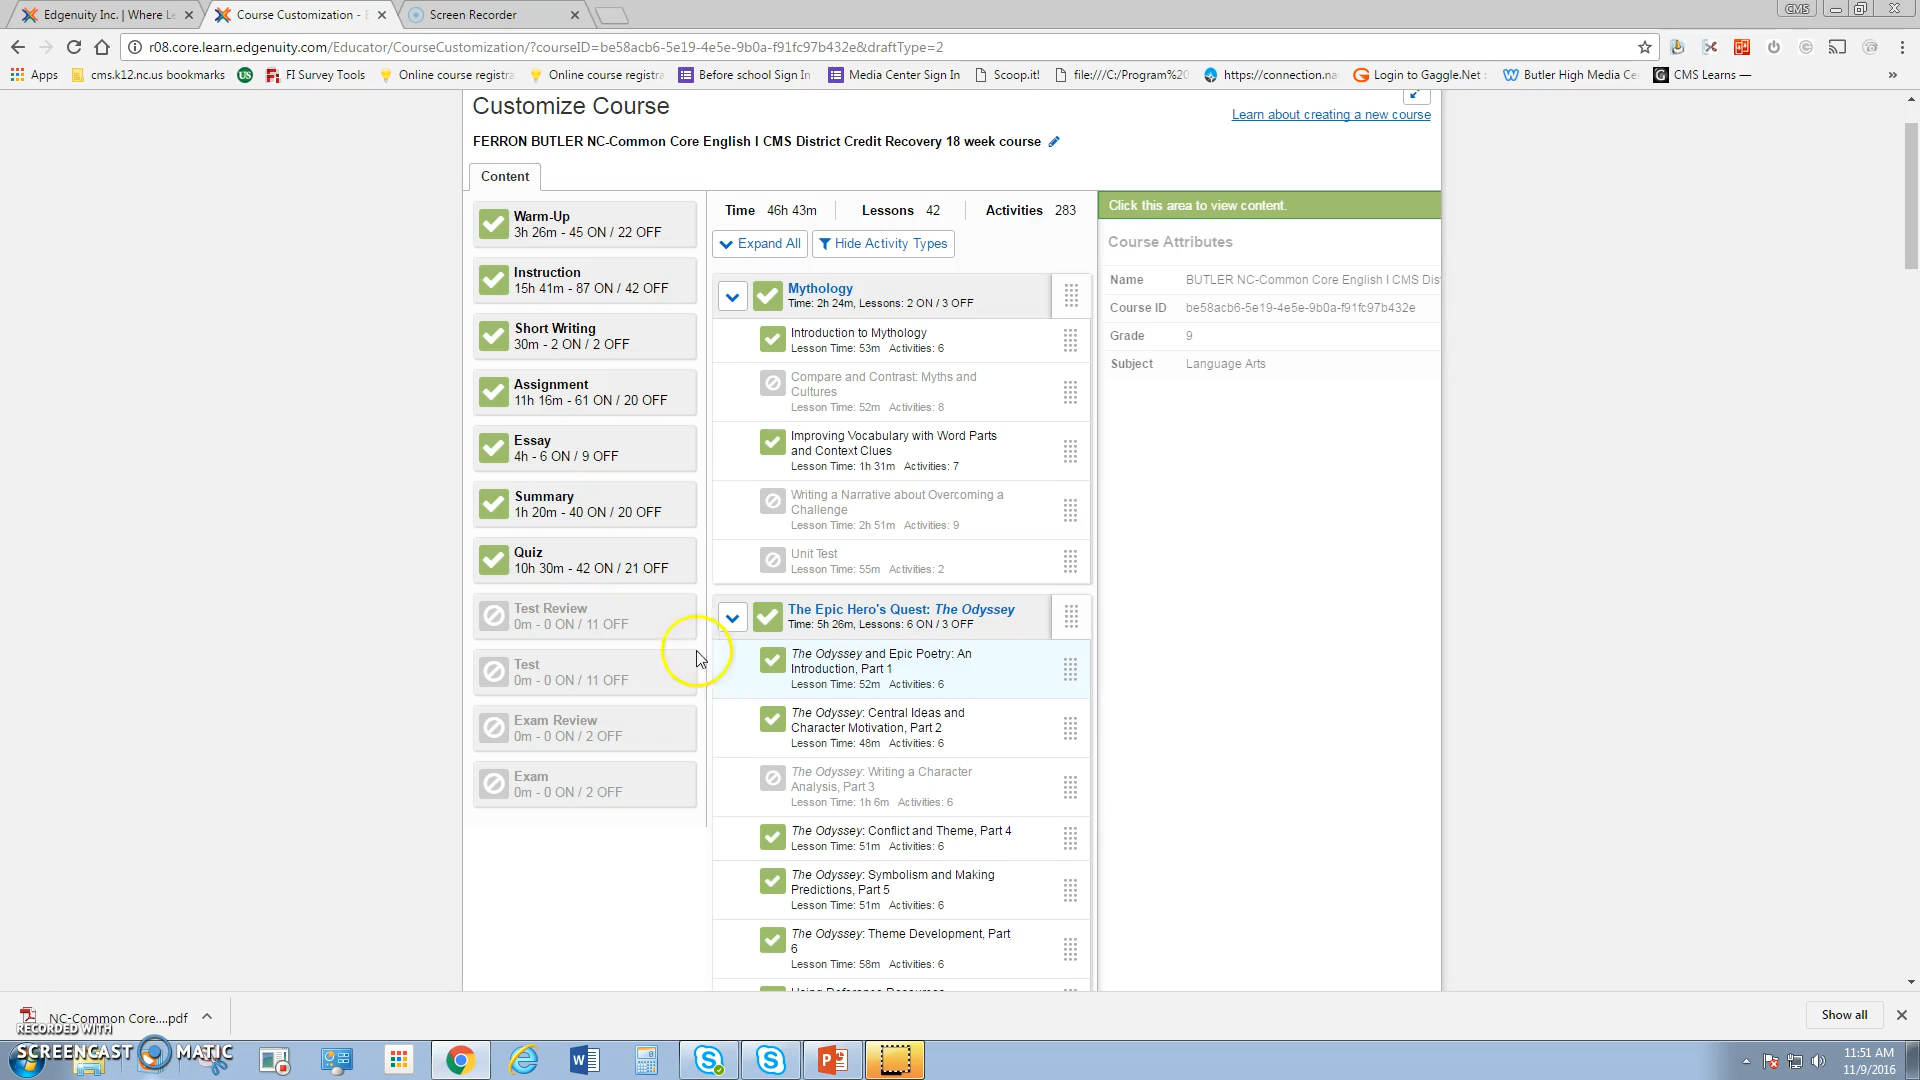 Edgenuity Inc. | Where Le
Course Customization - E
Screen Recorder
CMS
r08.core.learn.edgenuity.com/Educator/CourseCustomization/?courseID=be58acb6-5e19-4e5e-9b0a-f91fc97b432e&draftType=2
Apps
cms.k12.nc.us bookmarks
US
FI Survey Tools
Online course registra
Online course registra
Before school Sign In
Media Center Sign In
Scoop.it!
file:///C:/Program%20
https://connection.na
Login to Gaggle.Net :
Butler High Media Ce
CMS Learns —
Customize Course
Learn about creating a new course
FERRON BUTLER NC-Common Core English I CMS District Credit Recovery 18 week course
Content
Warm-Up
3h 26m - 45 ON / 22 OFF
Instruction
15h 41m - 87 ON / 42 OFF
Short Writing
30m - 2 ON / 2 OFF
Assignment
11h 16m - 61 ON / 20 OFF
Essay
4h - 6 ON / 9 OFF
Summary
1h 20m - 40 ON / 20 OFF
Quiz
10h 30m - 42 ON / 21 OFF
Test Review
0m - 0 ON / 11 OFF
Test
0m - 0 ON / 11 OFF
Exam Review
0m - 0 ON / 2 OFF
Exam
0m - 0 ON / 2 OFF
Time 46h 43m Lessons 42 Activities 283
Expand All
Hide Activity Types
Mythology
Time: 2h 24m, Lessons: 2 ON / 3 OFF
Introduction to Mythology
Lesson Time: 53m Activities: 6
Compare and Contrast: Myths and
Cultures
Lesson Time: 52m Activities: 8
Improving Vocabulary with Word Parts
and Context Clues
Lesson Time: 1h 31m Activities: 7
Writing a Narrative about Overcoming a
Challenge
Lesson Time: 2h 51m Activities: 9
Unit Test
Lesson Time: 55m Activities: 2
The Epic Hero's Quest: The Odyssey
Time: 5h 26m, Lessons: 6 ON / 3 OFF
The Odyssey and Epic Poetry: An
Introduction, Part 1
Lesson Time: 52m Activities: 6
The Odyssey: Central Ideas and
Character Motivation, Part 2
Lesson Time: 48m Activities: 6
The Odyssey: Writing a Character
Analysis, Part 3
Lesson Time: 1h 6m Activities: 6
The Odyssey: Conflict and Theme, Part 4
Lesson Time: 51m Activities: 6
The Odyssey: Symbolism and Making
Predictions, Part 5
Lesson Time: 51m Activities: 6
The Odyssey: Theme Development, Part
6
Lesson Time: 58m Activities: 6
Click this area to view content.
Course Attributes
Name BUTLER NC-Common Core English I CMS Dis
Course ID be58acb6-5e19-4e5e-9b0a-f91fc97b432e
Grade 9
Subject Language Arts
NC-Common Core....pdf
Show all
RECORDED WITH
SCREENCAST MATIC
11:51 AM
11/9/2016